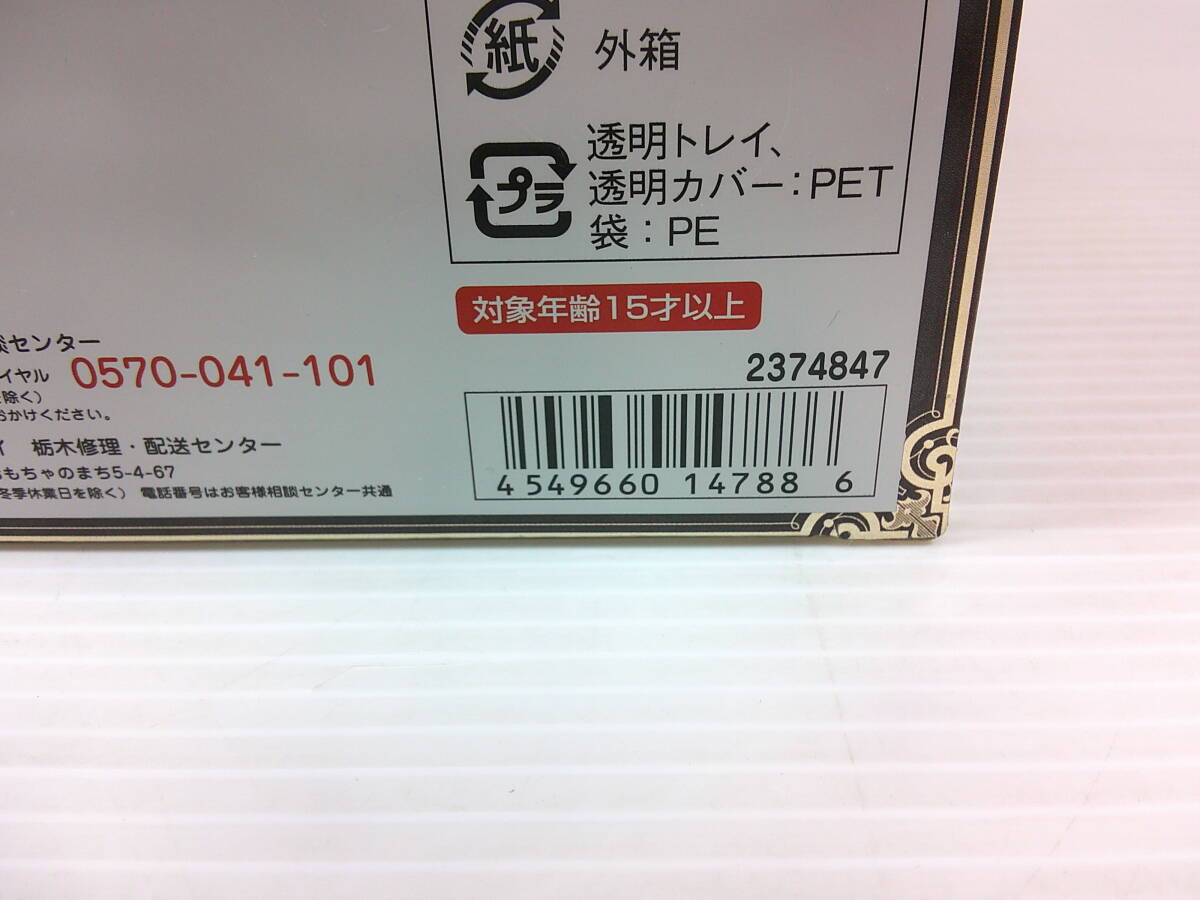 紙 外箱
プラ 透明トレイ、
透明カバー：PET
袋：PE
対象年齢15才以上
センター
イヤル 0570-041-101
除く）
おかけください。
2374847
栃木修理・配送センター
おもちゃのまち5-4-67
冬季休業日を除く） 電話番号はお客様相談センター共通
4 549660 147886